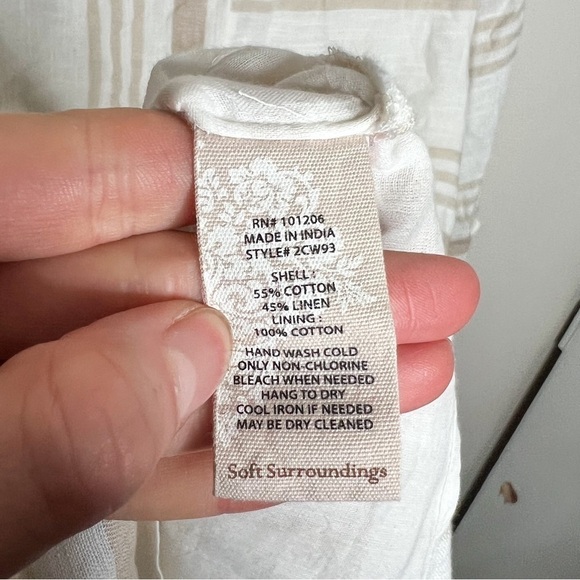 RN# 101206
MADE IN INDIA
STYLE# 2CW93
SHELL :
55% COTTON
45% LINEN
LINING :
100% COTTON
HAND WASH COLD
ONLY NON-CHLORINE
BLEACH WHEN NEEDED
HANG TO DRY
COOL IRON IF NEEDED
MAY BE DRY CLEANED
Soft Surroundings